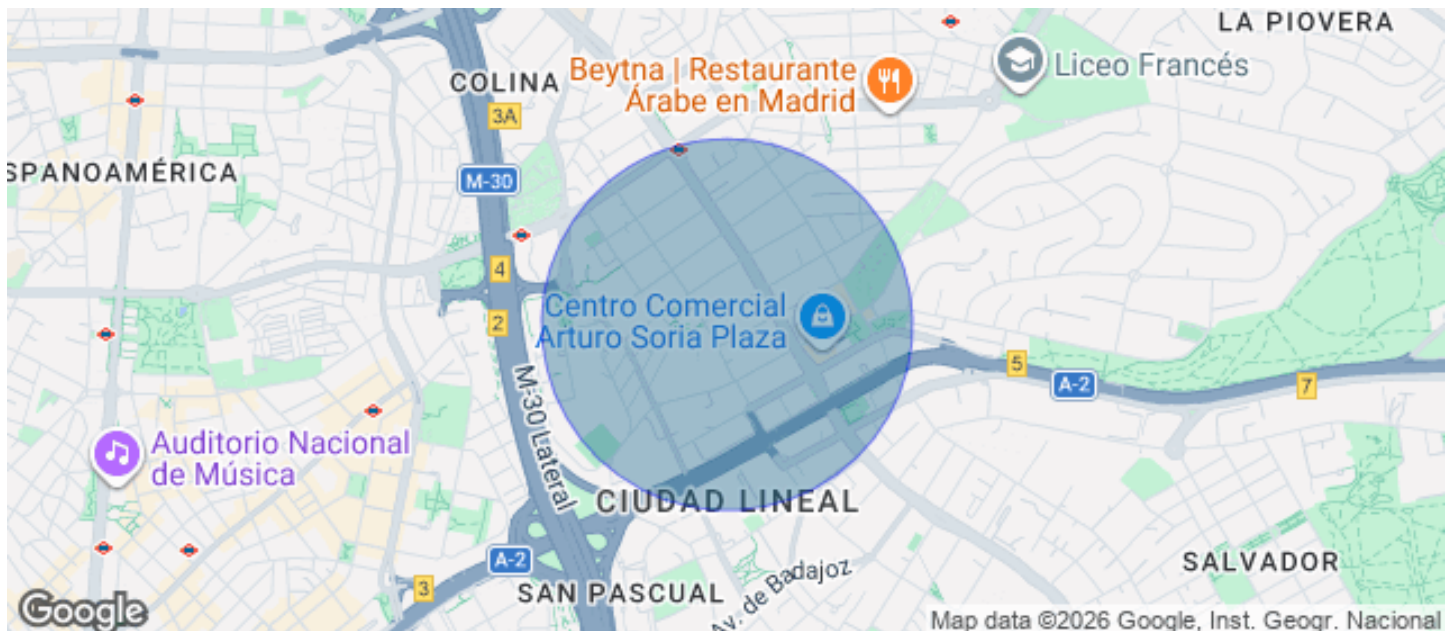 LA PIOVERA
COLINA
Beytna | Restaurante
Árabe en Madrid
Liceo Francés
3A
SPANOAMÉRICA
M-30
4
2
Centro Comercial
Arturo Soria Plaza
5
A-2
7
M-30 Lateral
Auditorio Nacional
de Música
CIUDAD LINEAL
A-2
3
SAN PASCUAL
Av. de Badajoz
SALVADOR
Google
Map data ©2026 Google, Inst. Geogr. Nacional